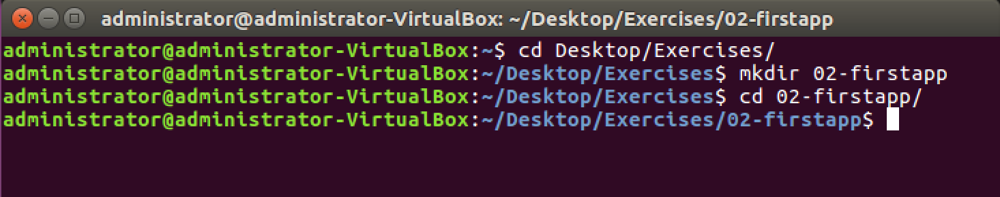 administrator@administrator-VirtualBox: ~/Desktop/Exercises/02-firstapp
administrator@administrator-VirtualBox:~$ cd Desktop/Exercises/
administrator@administrator-VirtualBox:~/Desktop/Exercises$ mkdir 02-firstapp
administrator@administrator-VirtualBox:~/Desktop/Exercises$ cd 02-firstapp/
administrator@administrator-VirtualBox:~/Desktop/Exercises/02-firstapp$